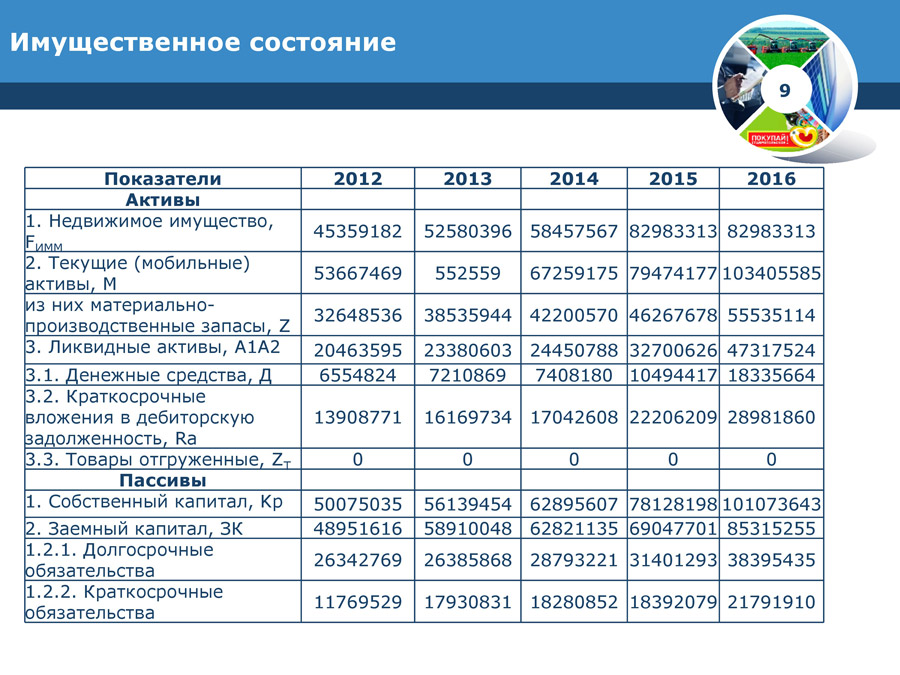 Имущественное состояние
9
ПОКУПАЙ
Показатели 2012 2013 2014 2015 2016
Активы
1. Недвижимое имущество,
FИММ
45359182 52580396 58457567 82983313 82983313
2. Текущие (мобильные)
активы, М
53667469 552559 67259175 79474177 103405585
из них материально-
производственные запасы, Z
32648536 38535944 42200570 46267678 55535114
3. Ликвидные активы, А1А2 20463595 23380603 24450788 32700626 47317524
3.1. Денежные средства, Д 6554824 7210869 7408180 10494417 18335664
3.2. Краткосрочные
вложения в дебиторскую
задолженность, Ra
13908771 16169734 17042608 22206209 28981860
3.3. Товары отгруженные, ZТ 0 0 0 0 0
Пассивы
1. Собственный капитал, Кр 50075035 56139454 62895607 78128198 101073643
2. Заемный капитал, ЗК 48951616 58910048 62821135 69047701 85315255
1.2.1. Долгосрочные
обязательства
26342769 26385868 28793221 31401293 38395435
1.2.2. Краткосрочные
обязательства
11769529 17930831 18280852 18392079 21791910